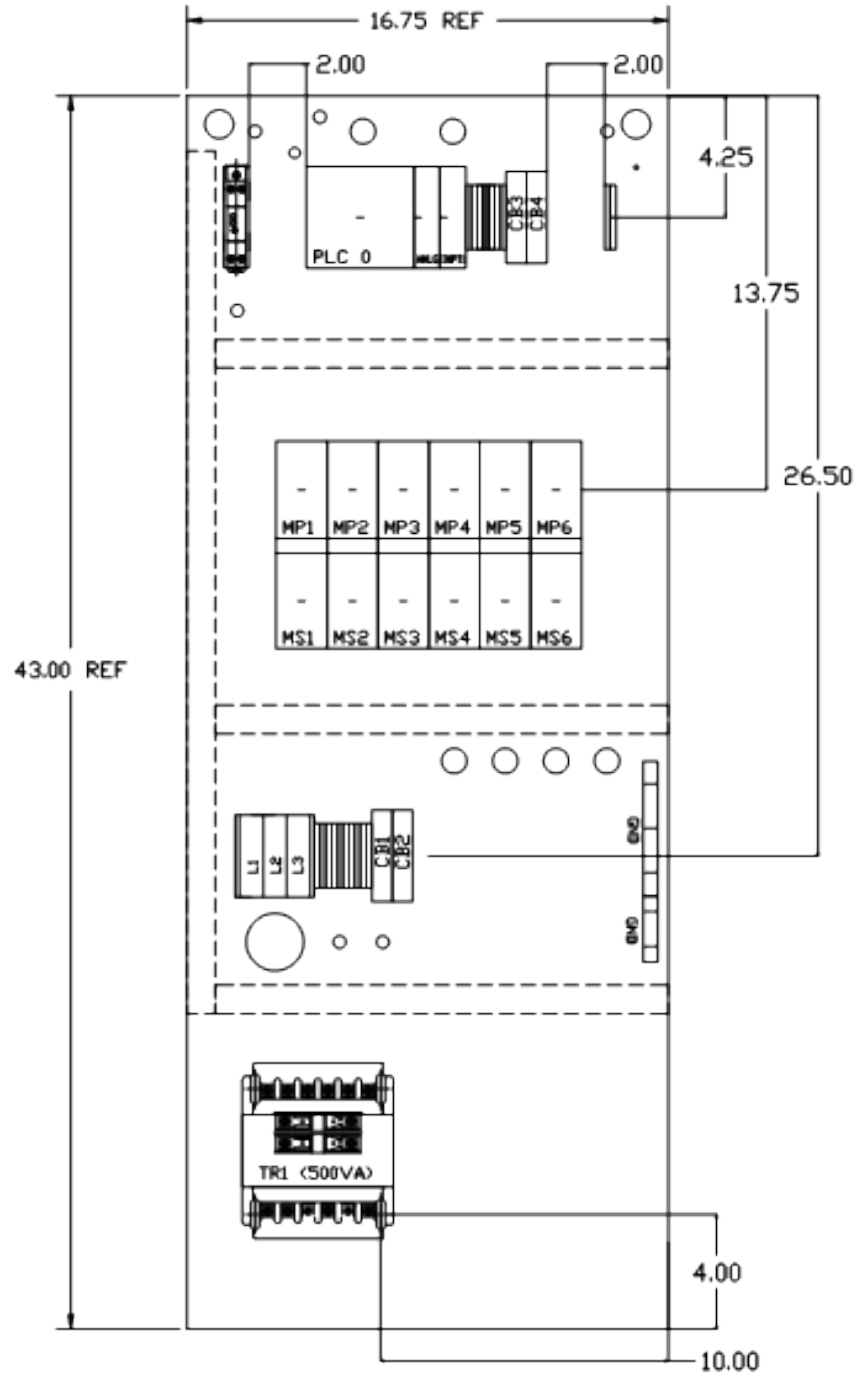 16.75 REF
2.00
2.00
4.25
PLC 0
CB3
CB4
13.75
26.50
MP1 MP2 MP3 MP4 MP5 MP6
MS1 MS2 MS3 MS4 MS5 MS6
43.00 REF
L1
L2
L3
CB1
CB2
GND
GND
TR1 (500VA)
4.00
10.00